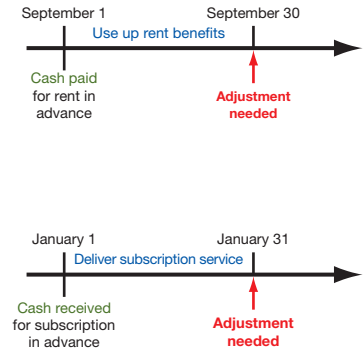 September 1
September 30
Use up rent benefits
Cash paid
for rent in
advance
Adjustment
needed
January 1
January 31
Deliver subscription service
Cash received
for subscription
in advance
Adjustment
needed